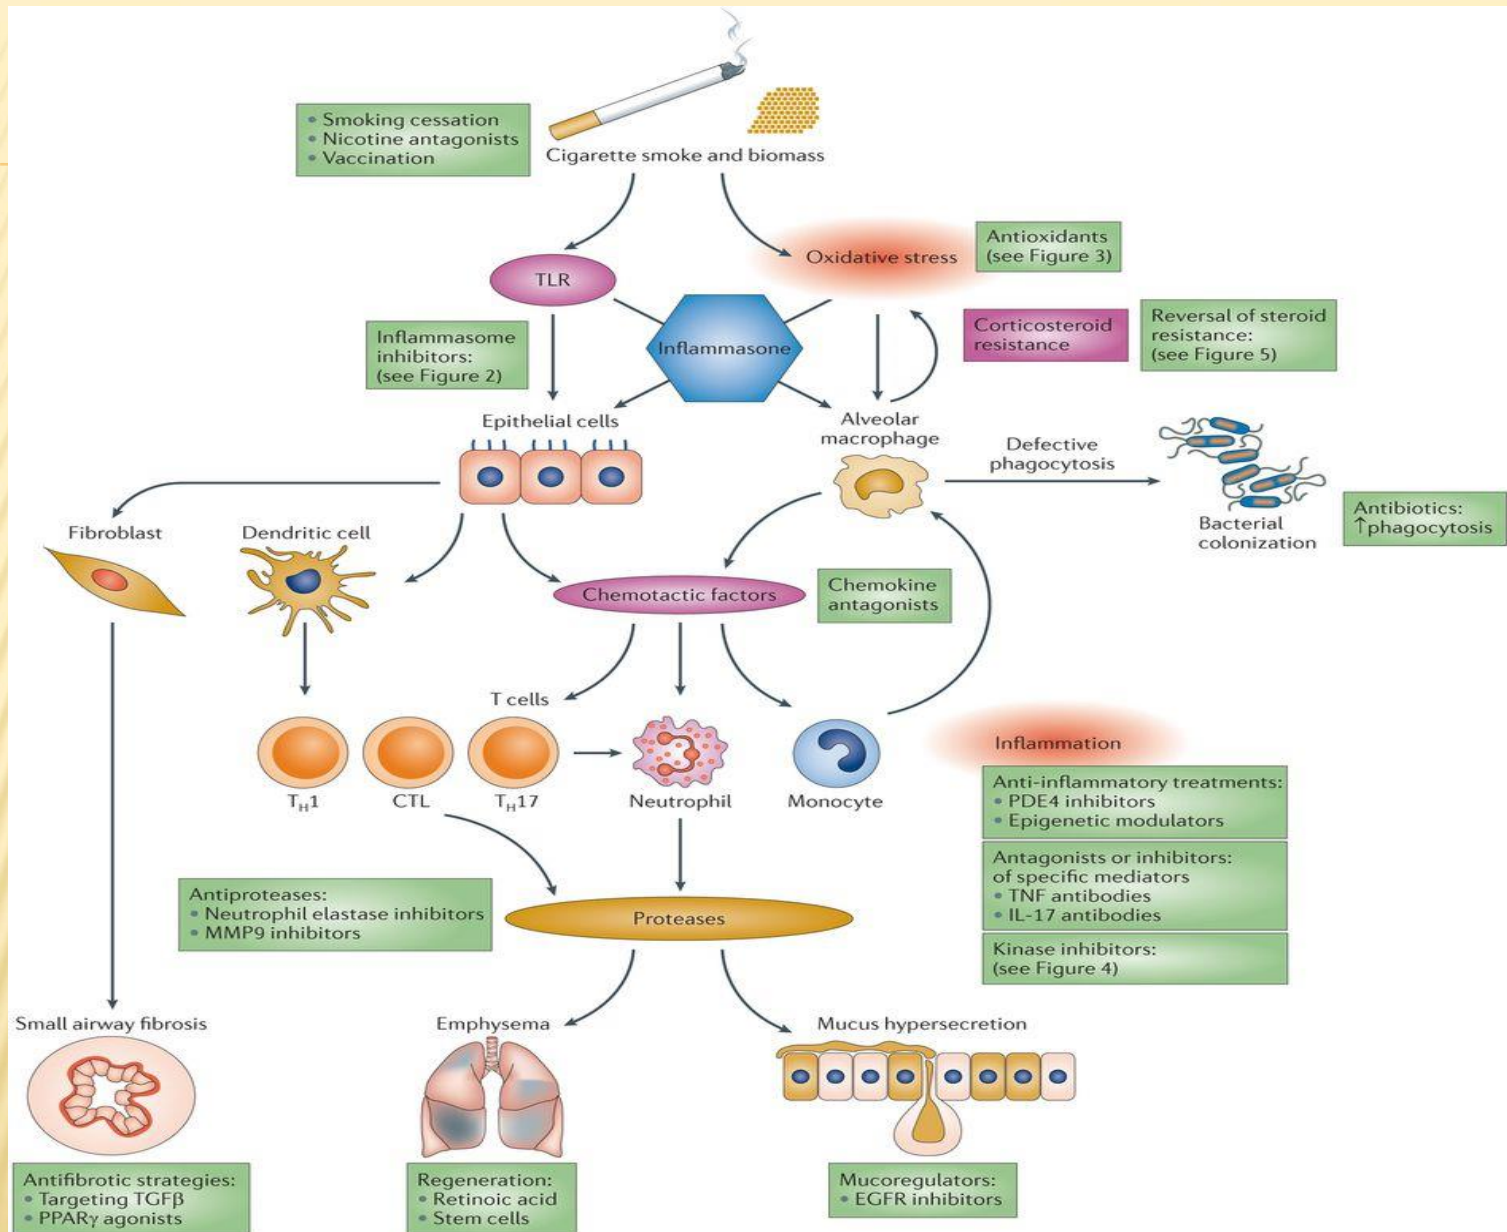 • Smoking cessation
• Nicotine antagonists
• Vaccination
Cigarette smoke and biomass
TLR
Oxidative stress
Antioxidants
(see Figure 3)
Inflammasome
inhibitors:
(see Figure 2)
Inflammasone
Corticosteroid
resistance
Reversal of steroid
resistance:
(see Figure 5)
Epithelial cells
Alveolar
macrophage
Defective
phagocytosis
Bacterial
colonization
Antibiotics:
↑phagocytosis
Fibroblast
Dendritic cell
Chemotactic factors
Chemokine
antagonists
T cells
TH1
CTL
TH17
Neutrophil
Monocyte
Inflammation
Anti-inflammatory treatments:
• PDE4 inhibitors
• Epigenetic modulators
Antagonists or inhibitors:
of specific mediators
• TNF antibodies
• IL-17 antibodies
Kinase inhibitors:
(see Figure 4)
Antiproteases:
• Neutrophil elastase inhibitors
• MMP9 inhibitors
Proteases
Small airway fibrosis
Emphysema
Mucus hypersecretion
Antifibrotic strategies:
• Targeting TGFβ
• PPARγ agonists
Regeneration:
• Retinoic acid
• Stem cells
Mucoregulators:
• EGFR inhibitors